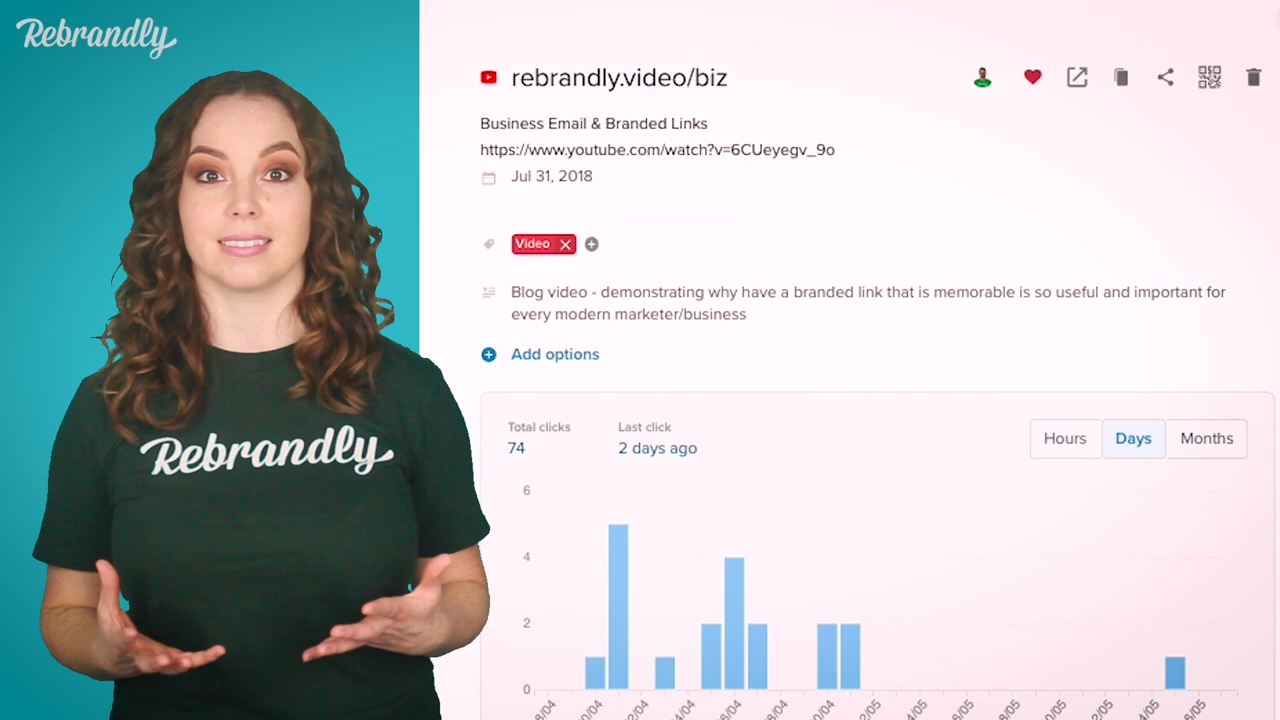 Rebrandly
rebrandly.video/biz
Business Email & Branded Links
https://www.youtube.com/watch?v=6CUeyegv_9o
Jul 31, 2018
Video
Blog video - demonstrating why have a branded link that is memorable is so useful and important for
every modern marketer/business
Add options
Total clicks
Last click
74
2 days ago
Hours
Days
Months
Rebrandly
6
4
2
0